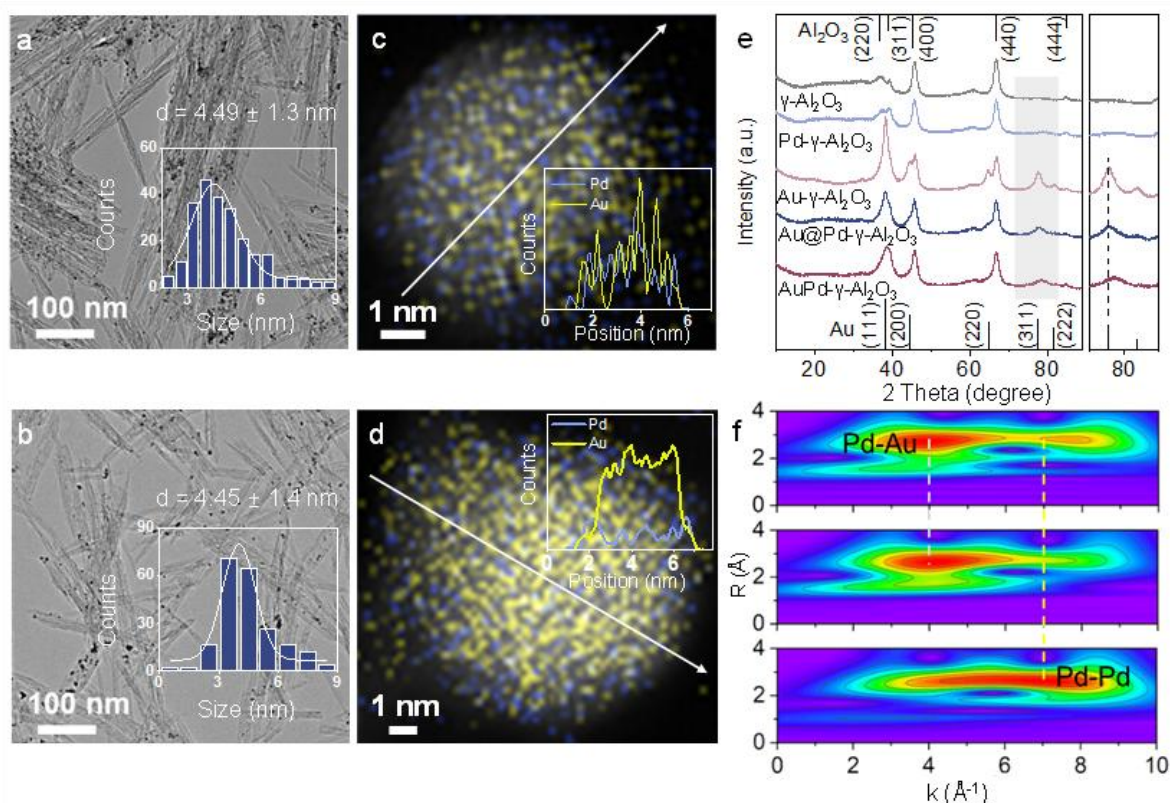 a
d = 4.49 ± 1.3 nm
60
40
20
0
Counts
3
6
9
Size (nm)
100 nm
c
Pd
Au
Counts
0
2
4
6
Position (nm)
1 nm
e
Al₂O₃
(220)
(311)
(400)
(440)
(444)
γ-Al₂O₃
Pd-γ-Al₂O₃
Au-γ-Al₂O₃
Au@Pd-γ-Al₂O₃
AuPd-γ-Al₂O₃
Au
(111)
(200)
(220)
(311)
(222)
Intensity (a.u.)
20
40
60
80
80
2 Theta (degree)
b
d = 4.45 ± 1.4 nm
90
60
30
0
Counts
0
3
6
9
Size (nm)
100 nm
d
Pd
Au
Counts
0
2
4
6
Position (nm)
1 nm
f
Pd-Au
4
2
0
4
2
0
Pd-Pd
4
2
0
R (Å)
0
2
4
6
8
10
k (Å⁻¹)